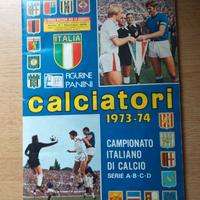 ITALIA
FIGURINE
PANINI
calciatori
1973-74
CAMPIONATO
ITALIANO
DI CALCIO
SERIE A-B-C-D